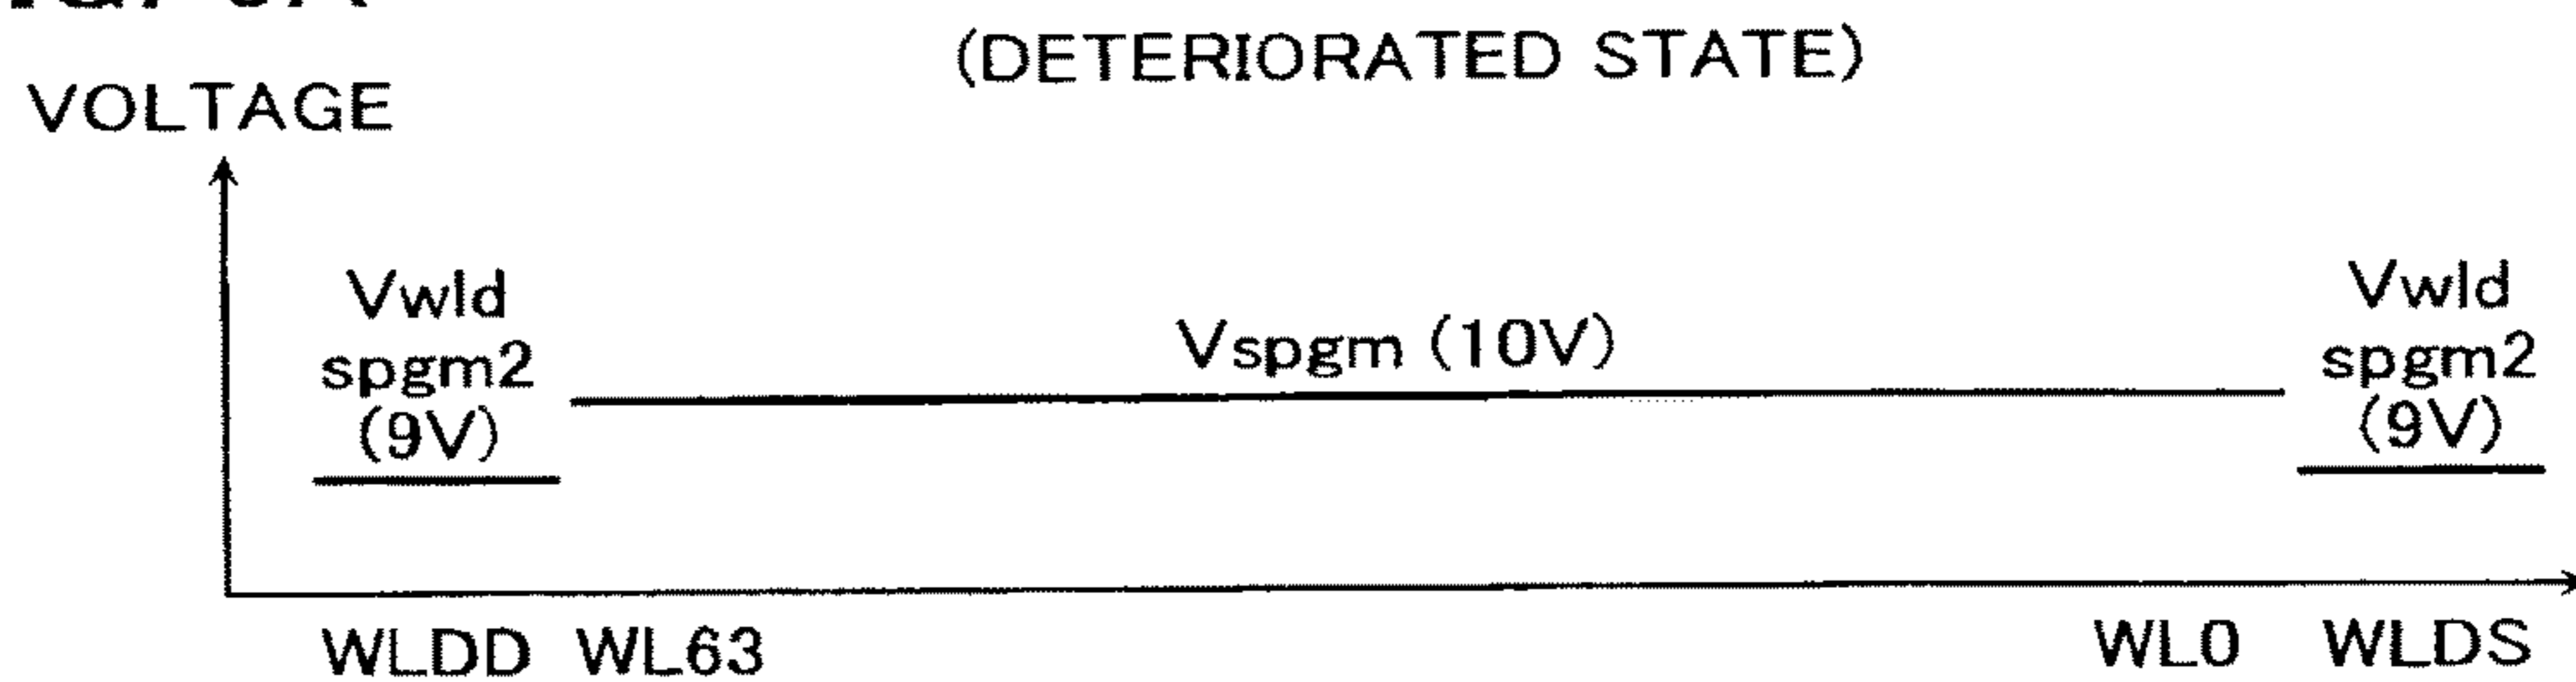 (DETERIORATED STATE)
VOLTAGE
Vwld
spgm2
(9V)
Vspgm (10V)
Vwld
spgm2
(9V)
WLDD WL63 WL0 WLDS